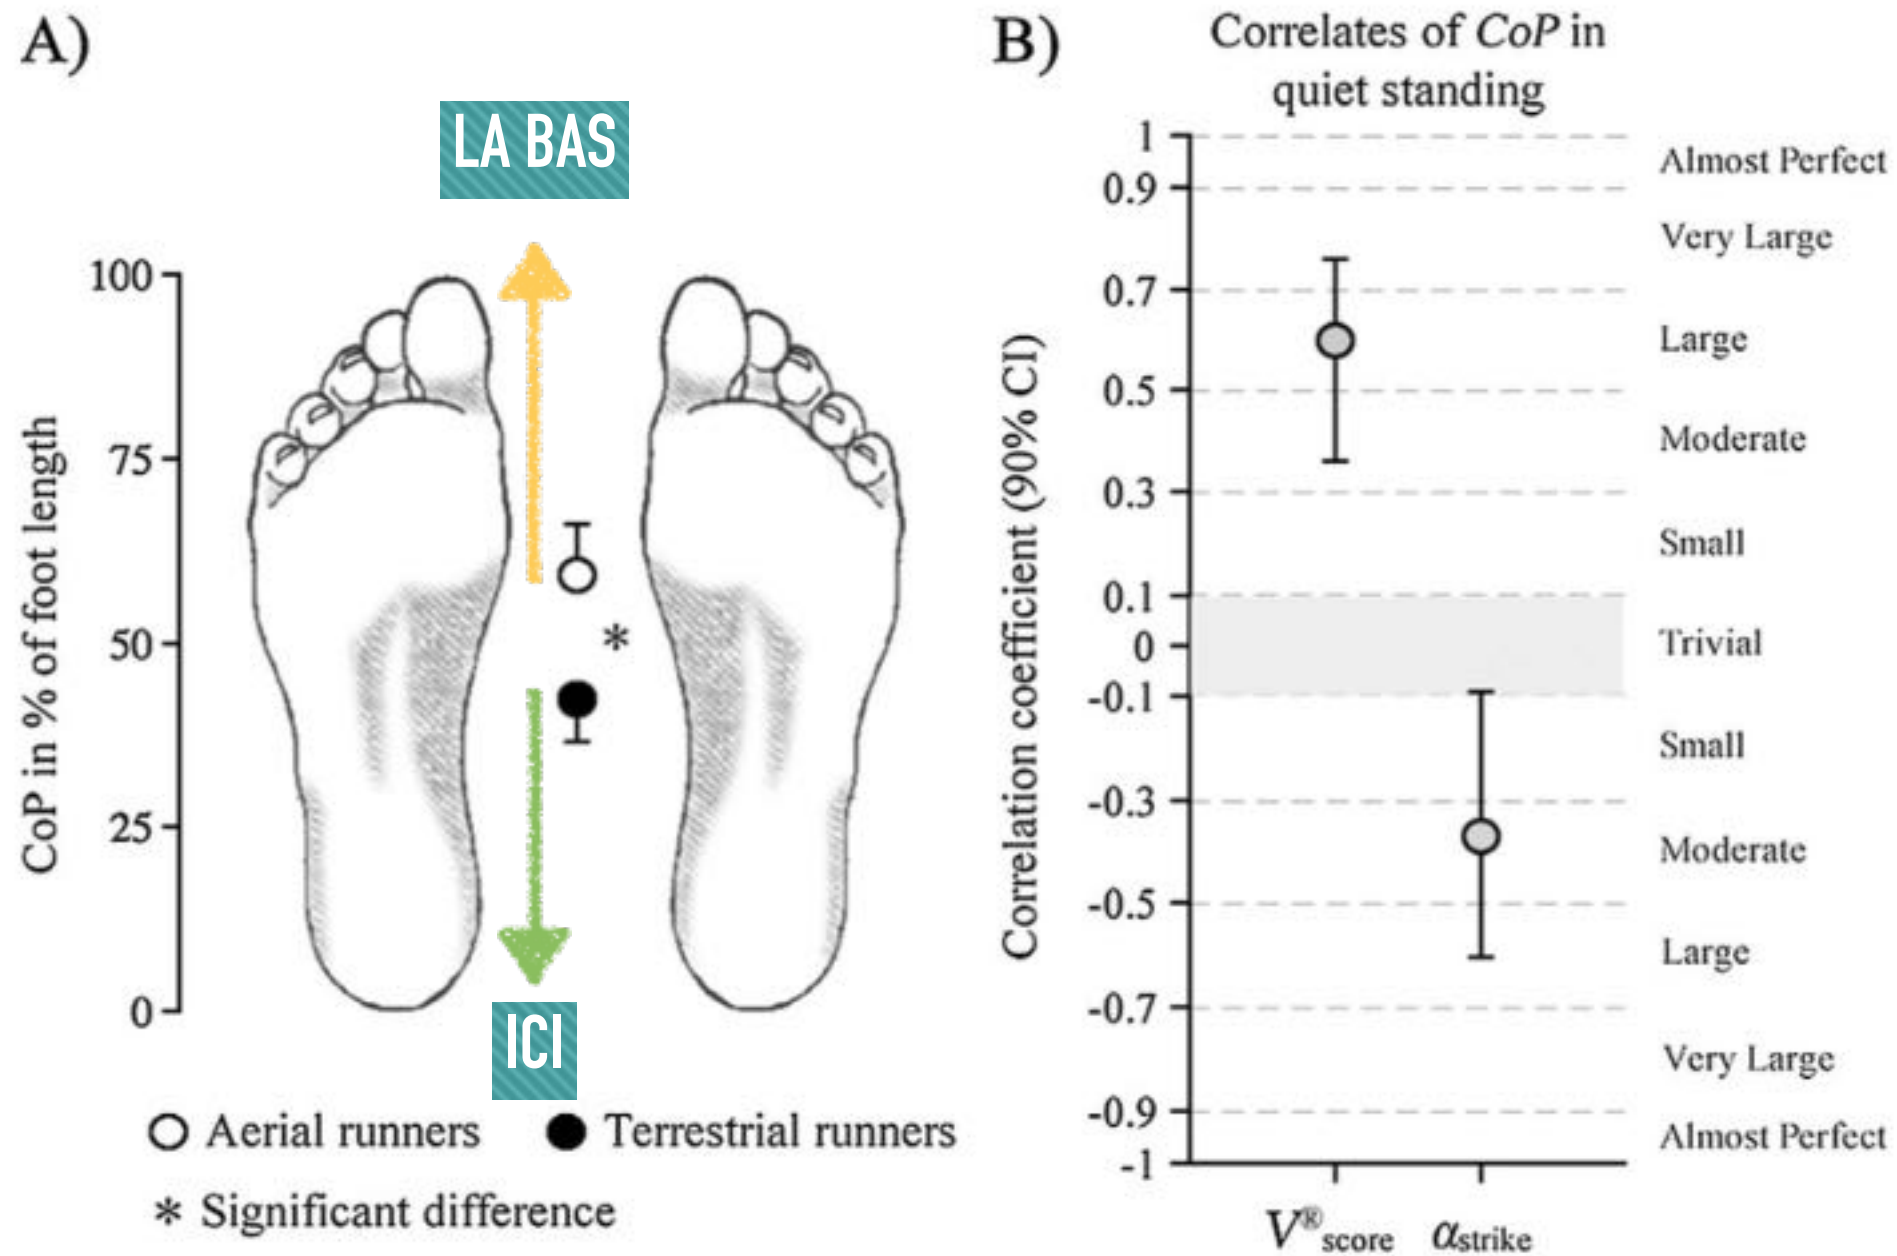 A)
LA BAS
100
75
50
25
0
CoP in % of foot length
*
ICI
Aerial runners
Terrestrial runners
* Significant difference
B)
Correlates of CoP in
quiet standing
Correlation coefficient (90% CI)
1
0.9
0.7
0.5
0.3
0.1
0
-0.1
-0.3
-0.5
-0.7
-0.9
-1
Almost Perfect
Very Large
Large
Moderate
Small
Trivial
Small
Moderate
Large
Very Large
Almost Perfect
V®score
αstrike